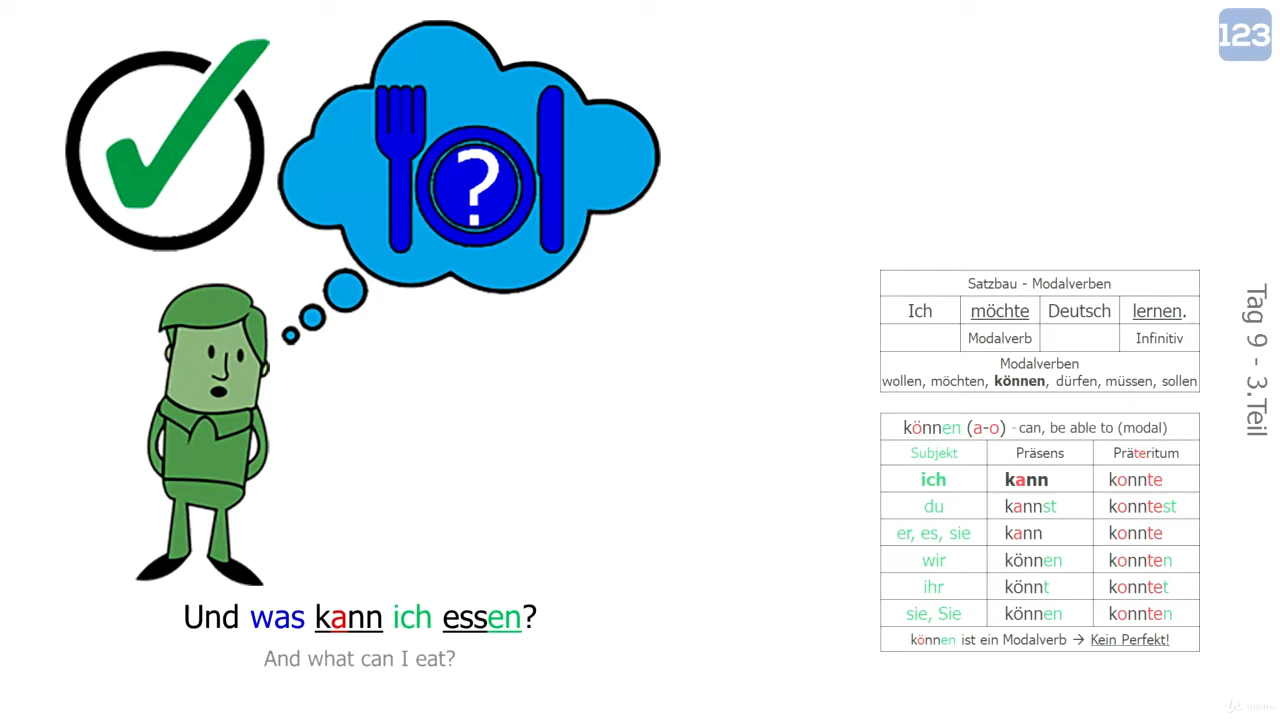 123
?
Und was kann ich essen?
And what can I eat?
Satzbau - Modalverben
Ich möchte Deutsch lernen.
Modalverb Infinitiv
Modalverben
wollen, möchten, können, dürfen, müssen, sollen
können (a-o) - can, be able to (modal)
Subjekt Präsens Präteritum
ich kann konnte
du kannst konntest
er, es, sie kann konnte
wir können konnten
ihr könnt konntet
sie, Sie können konnten
können ist ein Modalverb → Kein Perfekt!
Tag 9 - 3.Teil